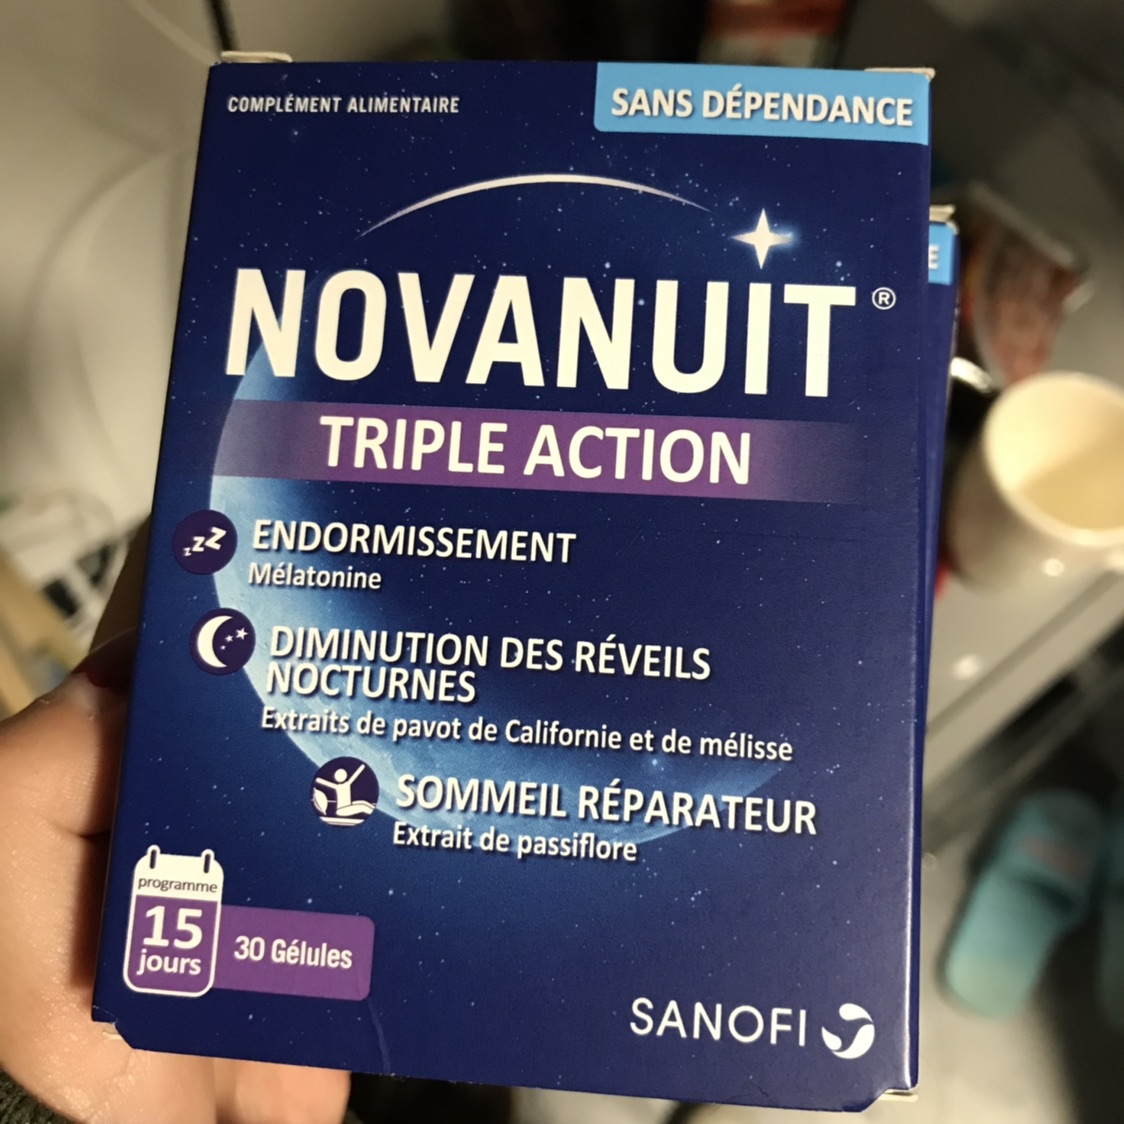 COMPLÉMENT ALIMENTAIRE
SANS DÉPENDANCE
NOVANUIT®
TRIPLE ACTION
zzZ
ENDORMISSEMENT
Mélatonine
DIMINUTION DES RÉVEILS
NOCTURNES
Extraits de pavot de Californie et de mélisse
SOMMEIL RÉPARATEUR
Extrait de passiflore
programme
15
jours
30 Gélules
SANOFI
E